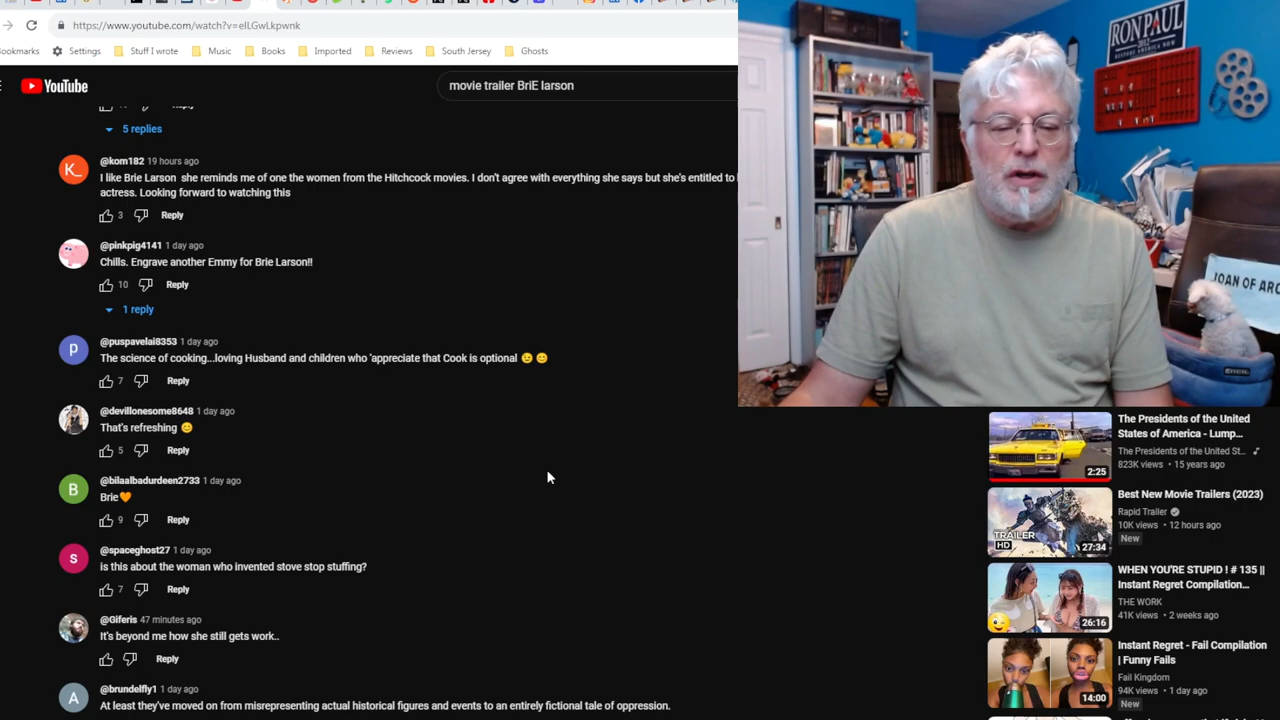 https://www.youtube.com/watch?v=eILGwLkpwnk
ookmarks Settings Stuff I wrote Music Books Imported Reviews South Jersey Ghosts
YouTube
movie trailer BriE larson
5 replies
@kom182 19 hours ago
I like Brie Larson she reminds me of one the women from the Hitchcock movies. I don't agree with everything she says but she's entitled to
actress. Looking forward to watching this
3 Reply
@pinkpig4141 1 day ago
Chills. Engrave another Emmy for Brie Larson!!
10 Reply
1 reply
@puspavelai8353 1 day ago
The science of cooking...loving Husband and children who 'appreciate that Cook is optional 😉 😊
7 Reply
@devillonesome8648 1 day ago
That's refreshing 😊
5 Reply
@bilaalbadurdeen2733 1 day ago
Brie🧡
9 Reply
@spaceghost27 1 day ago
is this about the woman who invented stove stop stuffing?
7 Reply
@Giferis 47 minutes ago
It's beyond me how she still gets work..
Reply
@brundelfly1 1 day ago
At least they've moved on from misrepresenting actual historical figures and events to an entirely fictional tale of oppression.
K_
p
B
s
A
RON PAUL
2012
RESTORE AMERICA NOW
JOAN OF ARC
The Presidents of the United
States of America - Lump...
The Presidents of the United St...
823K views • 15 years ago
2:25
Best New Movie Trailers (2023)
Rapid Trailer
10K views • 12 hours ago
New
TRAILER
HD
27:34
WHEN YOU'RE STUPID ! # 135 ||
Instant Regret Compilation...
THE WORK
41K views • 2 weeks ago
26:16
Instant Regret - Fail Compilation
| Funny Fails
Fail Kingdom
94K views • 1 day ago
New
14:00